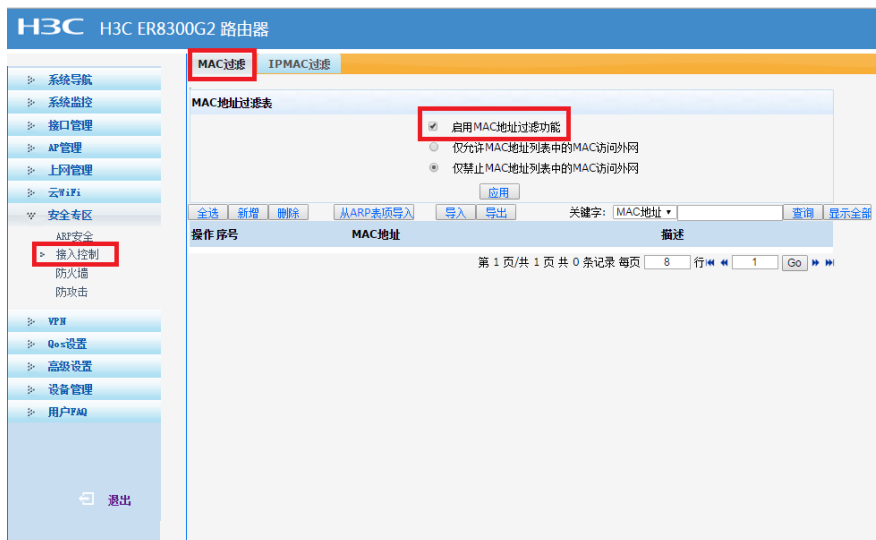 H3C H3C ER8300G2 路由器
MAC过滤 IPMAC过滤
系统导航
系统监控
接口管理
AP管理
上网管理
云WiFi
安全专区
ARP安全
接入控制
防火墙
防攻击
VPN
Qos设置
高级设置
设备管理
用户FAQ
退出
MAC地址过滤表
启用MAC地址过滤功能
仅允许MAC地址列表中的MAC访问外网
仅禁止MAC地址列表中的MAC访问外网
应用
全选 新增 删除 从ARP表项导入 导入 导出 关键字: MAC地址 查询 显示全部
操作 序号 MAC地址 描述
第 1 页/共 1 页 共 0 条记录 每页 8 行 1 Go